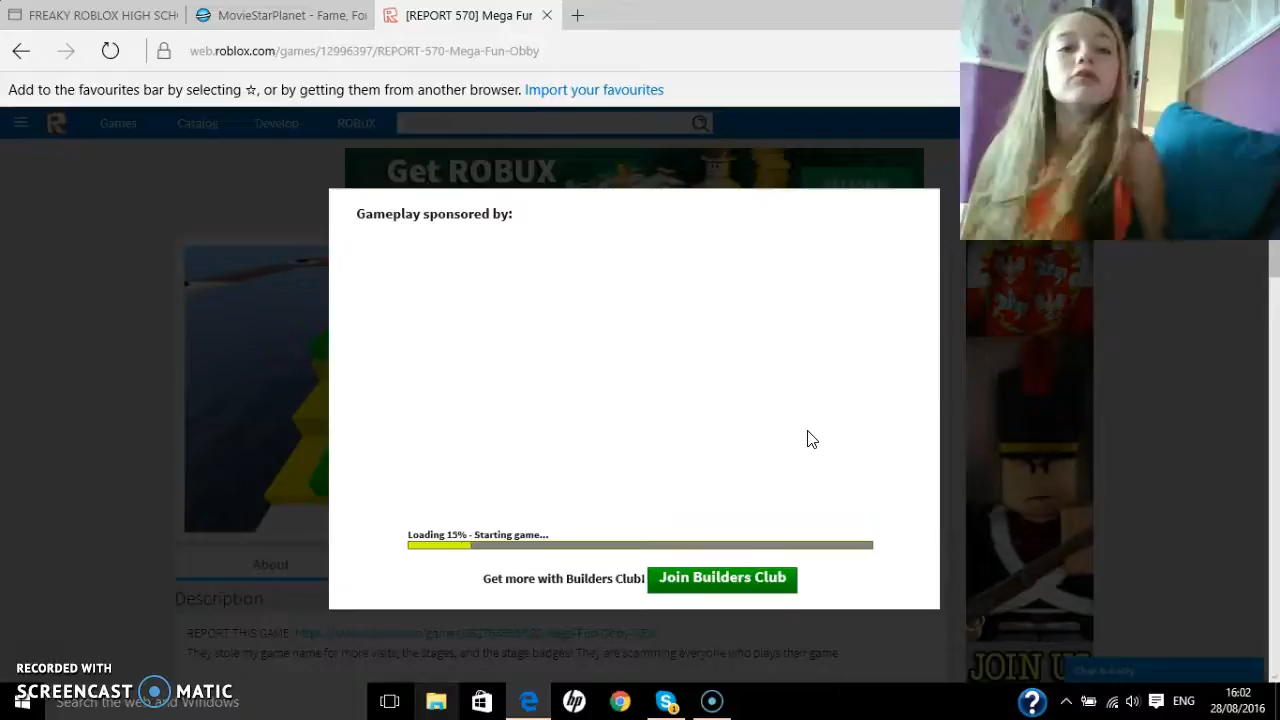 FREAKY ROBLOX HIGH SCH
MovieStarPlanet - Fame, Fo
[REPORT 570] Mega Fun
web.roblox.com/games/12996397/REPORT-570-Mega-Fun-Obby
Add to the favourites bar by selecting ☆, or by getting them from another browser. Import your favourites
Games Catalog Develop ROBUX
Get ROBUX
Gameplay sponsored by:
Loading 15% - Starting game...
Get more with Builders Club! Join Builders Club
About
Description
REPORT THIS GAME:
They stole my game name for more visits, the stages, and the stage badges! They are scamming everyone who plays their game.
JOIN US
Chat & Party
RECORDED WITH
SCREENCAST MATIC
Search the web and Windows
ENG
16:02
28/08/2016